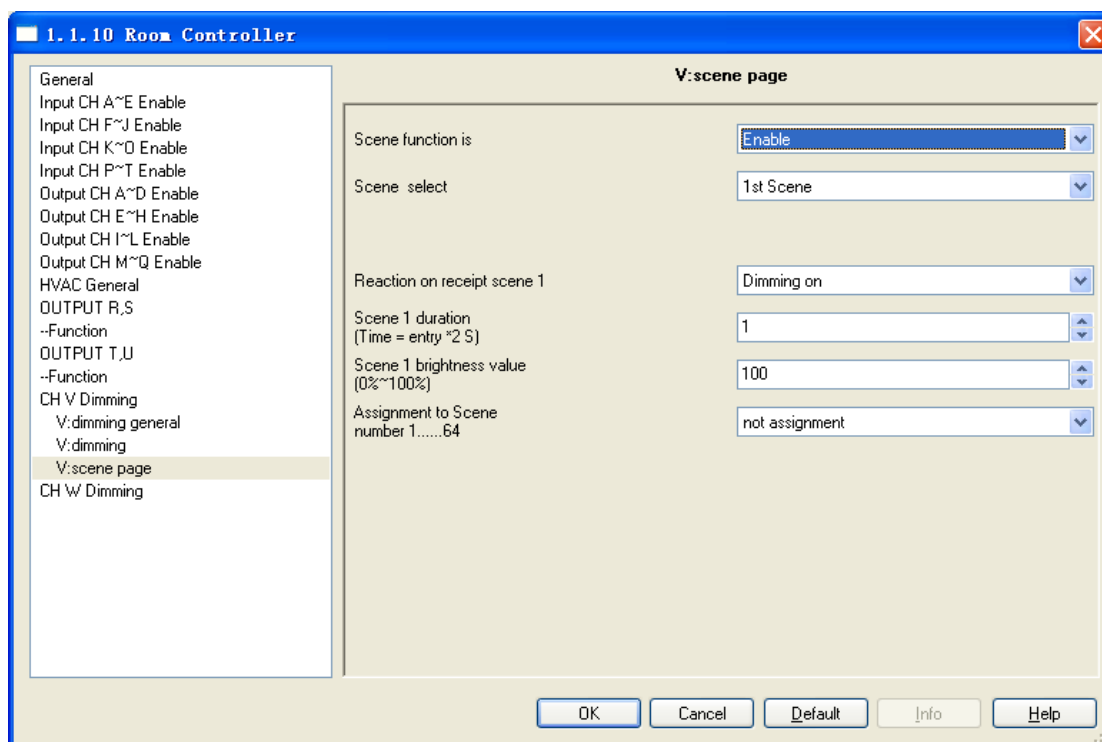 1.1.10 Room Controller
General
Input CH A~E Enable
Input CH F~J Enable
Input CH K~O Enable
Input CH P~T Enable
Output CH A~D Enable
Output CH E~H Enable
Output CH I~L Enable
Output CH M~Q Enable
HVAC General
OUTPUT R,S
--Function
OUTPUT T,U
--Function
CH V Dimming
V:dimming general
V:dimming
V:scene page
CH W Dimming
V:scene page
Scene function is
Enable
Scene select
1st Scene
Reaction on receipt scene 1
Dimming on
Scene 1 duration
(Time = entry *2 S)
1
Scene 1 brightness value
(0%~100%)
100
Assignment to Scene
number 1......64
not assignment
OK
Cancel
Default
Info
Help